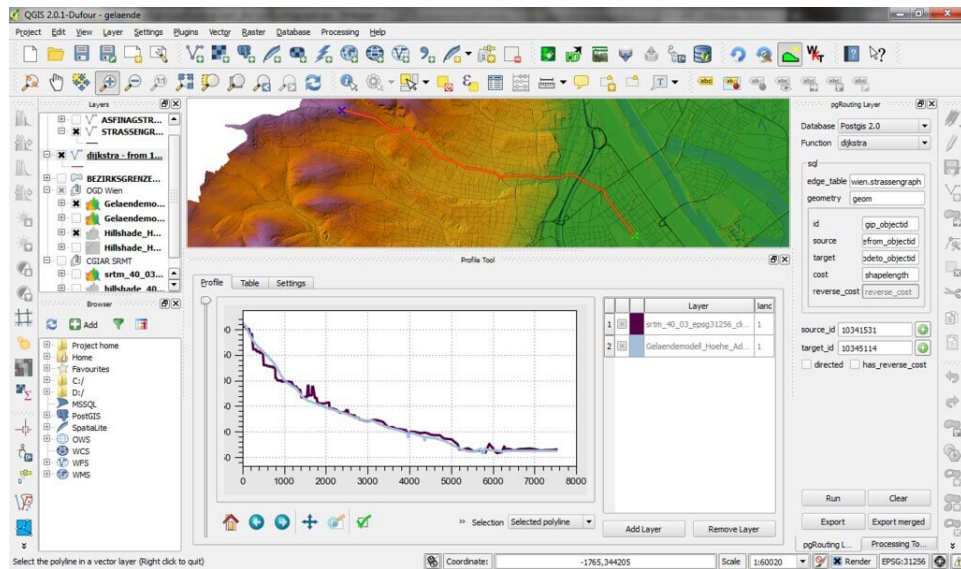 QGIS 2.0.1-Dufour - gelaende
Project Edit View Layer Settings Plugins Vector Raster Database Processing Help
Layers
ASFINAGSTR...
STRASSENGR...
dijkstra - from 1...
BEZIRKSGRENZE...
OGD Wien
Gelaendemo...
Gelaendemo...
Hillshade_H...
Hillshade_H...
CGIAR SRMT
srtm_40_03...
hillshade_40...
Browser
Add
Project home
Home
Favourites
C:/
D:/
MSSQL
PostGIS
SpatiaLite
OWS
WCS
WFS
WMS
Profile Tool
Profile Table Settings
0 1000 2000 3000 4000 5000 6000 7000 8000
Layer
1 srtm_40_03_epsg31256_di... 1
2 Gelaendemodell_Hoehe_Ad... 1
Selection Selected polyline
Add Layer Remove Layer
pgRouting Layer
Database Postgis 2.0
Function dijkstra
sql
edge_table wien.strassengraph
geometry geom
id gip_objectid
source efrom_objectid
target odeto_objectid
cost shapelength
reverse_cost reverse_cost
source_id 10341531
target_id 10345114
directed has_reverse_cost
Run Clear
Export Export merged
pgRouting L... Processing To...
Select the polyline in a vector layer (Right click to quit)
Coordinate: -1765,344205 Scale 1:60020 Render EPSG:31256